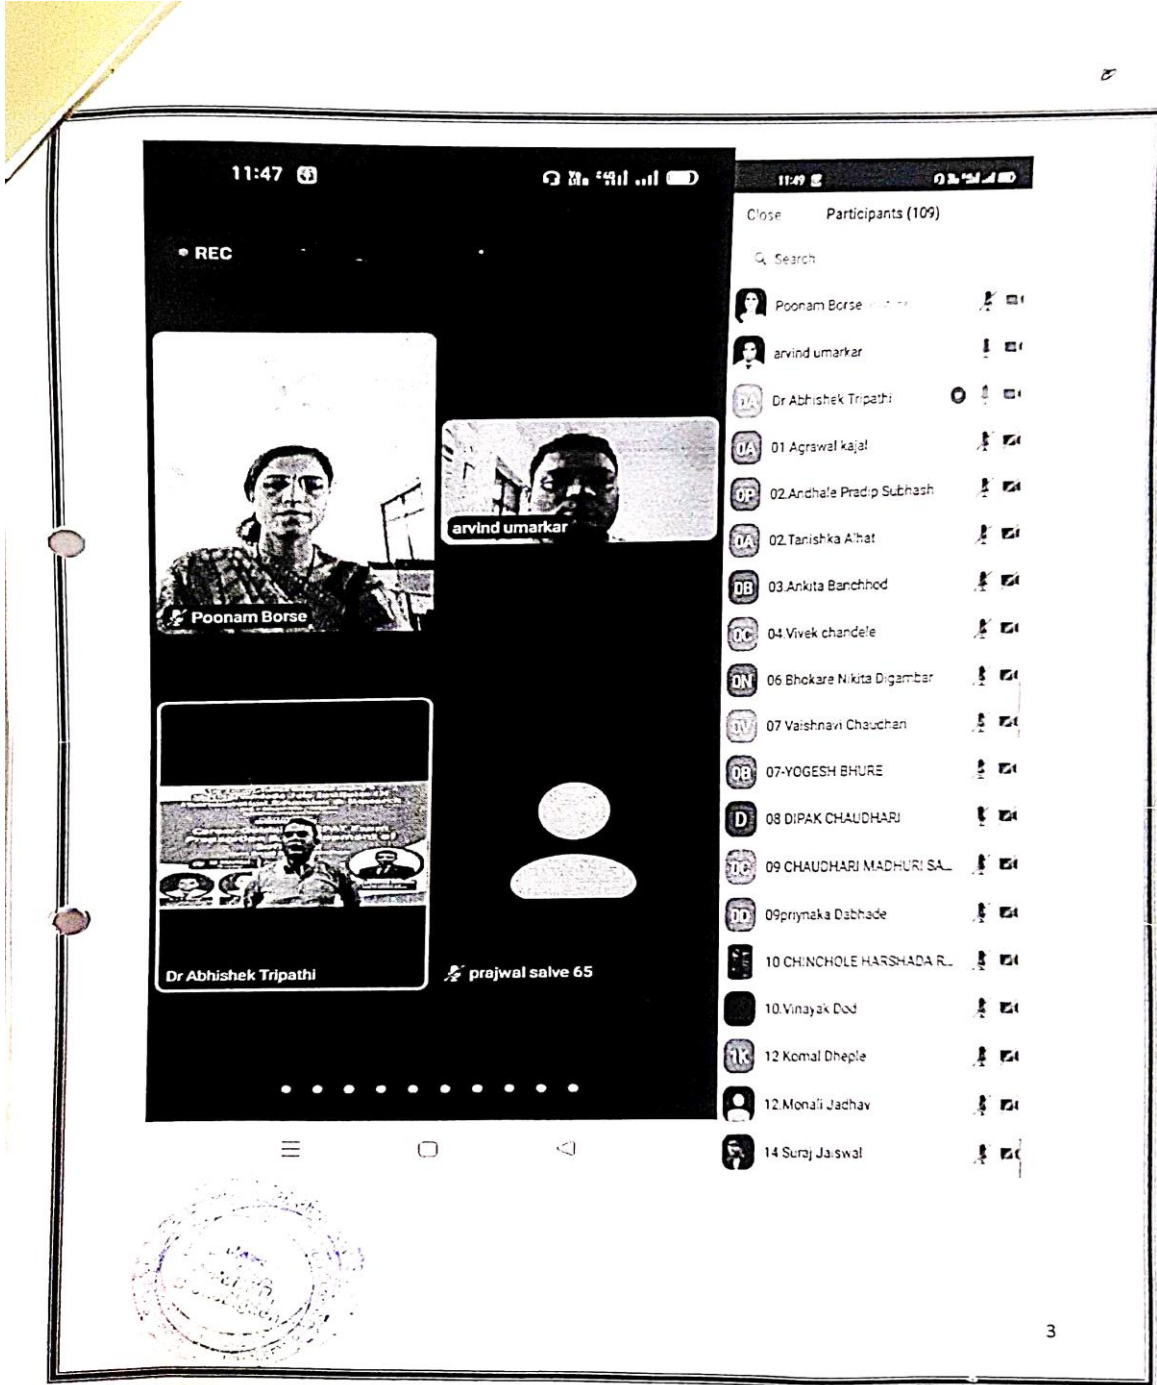 11:47
REC
Poonam Borse
arvind umarkar
Dr Abhishek Tripathi
prajwal salve 65
11:49
Close Participants (109)
Search
Poonam Borse
arvind umarkar
Dr Abhishek Tripathi
01 Agrawal kajal
02.Andhale Pradip Subhash
02.Tanishka Alhat
03.Ankita Banchhod
04.Vivek chandele
06 Bhokare Nikita Digambar
07 Vaishnavi Chaudhari
07-YOGESH BHURE
08 DIPAK CHAUDHARI
09 CHAUDHARI MADHURI SA...
09priynaka Dabhade
10 CHINCHOLE HARSHADA R...
10.Vinayak Dod
12 Komal Dheple
12.Monali Jadhav
14 Suraj Jaiswal
3